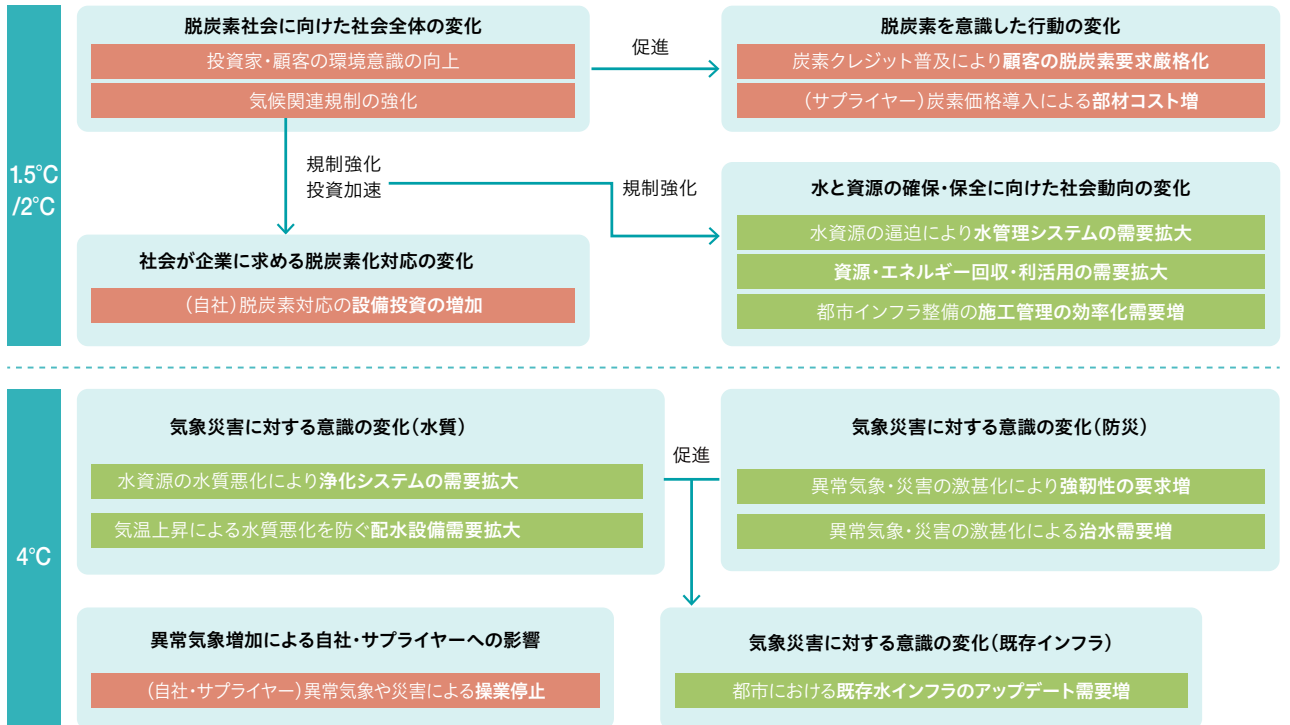 1.5°C
/2°C
脱炭素社会に向けた社会全体の変化
投資家・顧客の環境意識の向上
気候関連規制の強化
促進
脱炭素を意識した行動の変化
炭素クレジット普及により顧客の脱炭素要求厳格化
(サプライヤー)炭素価格導入による部材コスト増
規制強化
投資加速
規制強化
社会が企業に求める脱炭素化対応の変化
(自社)脱炭素対応の設備投資の増加
水と資源の確保・保全に向けた社会動向の変化
水資源の逼迫により水管理システムの需要拡大
資源・エネルギー回収・利活用の需要拡大
都市インフラ整備の施工管理の効率化需要増
4°C
気象災害に対する意識の変化(水質)
水資源の水質悪化により浄化システムの需要拡大
気温上昇による水質悪化を防ぐ配水設備需要拡大
促進
気象災害に対する意識の変化(防災)
異常気象・災害の激甚化により強靭性の要求増
異常気象・災害の激甚化による治水需要増
異常気象増加による自社・サプライヤーへの影響
(自社・サプライヤー)異常気象や災害による操業停止
気象災害に対する意識の変化(既存インフラ)
都市における既存水インフラのアップデート需要増